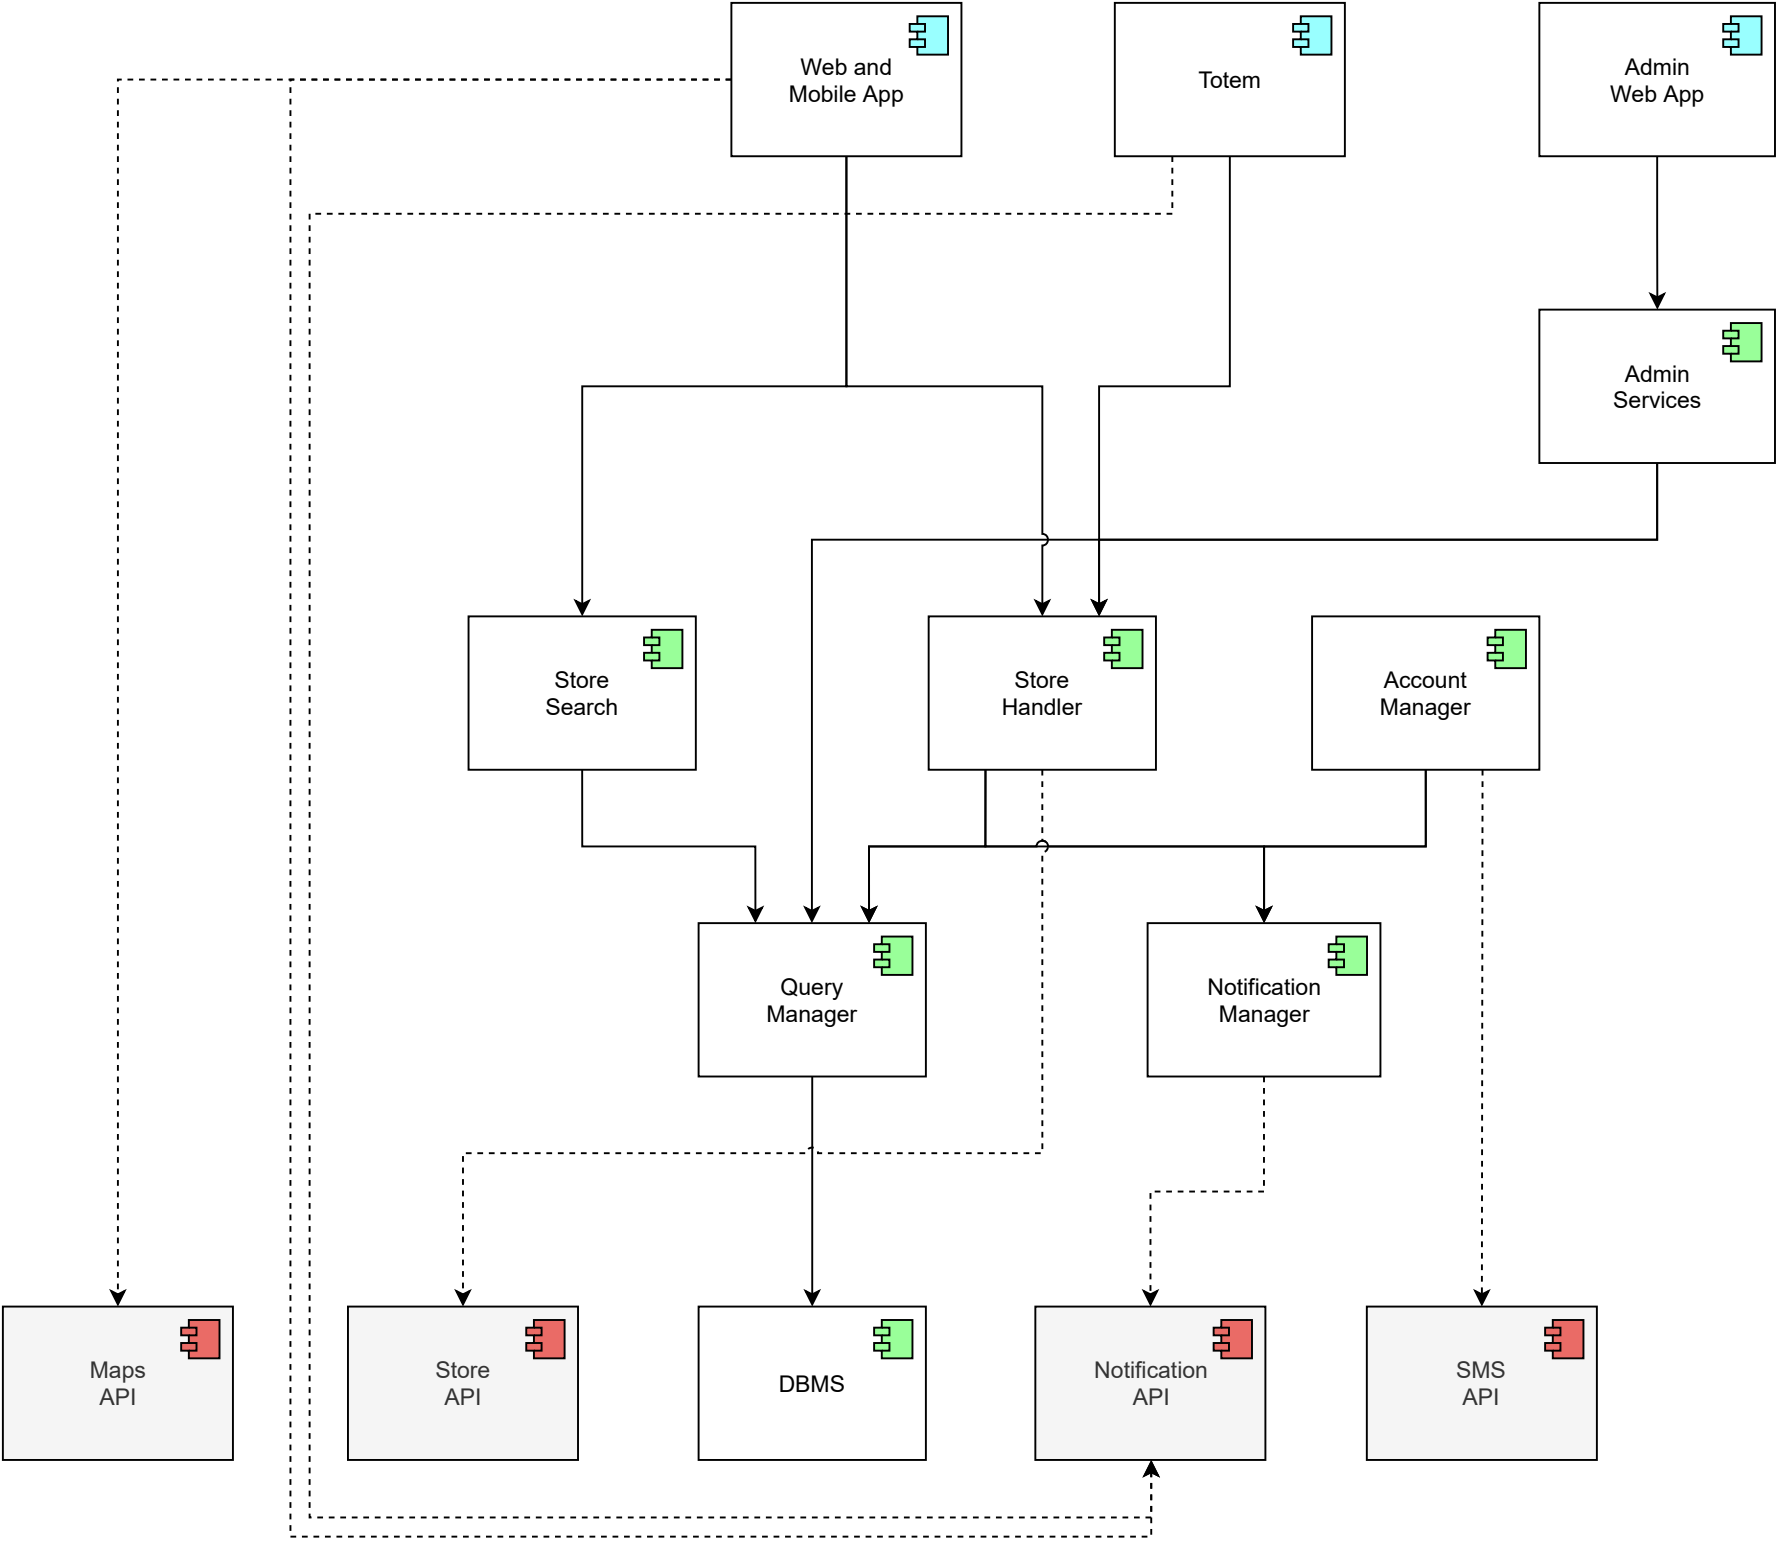 Web and
Mobile App
Totem
Admin
Web App
Admin
Services
Store
Search
Store
Handler
Account
Manager
Query
Manager
Notification
Manager
Maps
API
Store
API
DBMS
Notification
API
SMS
API